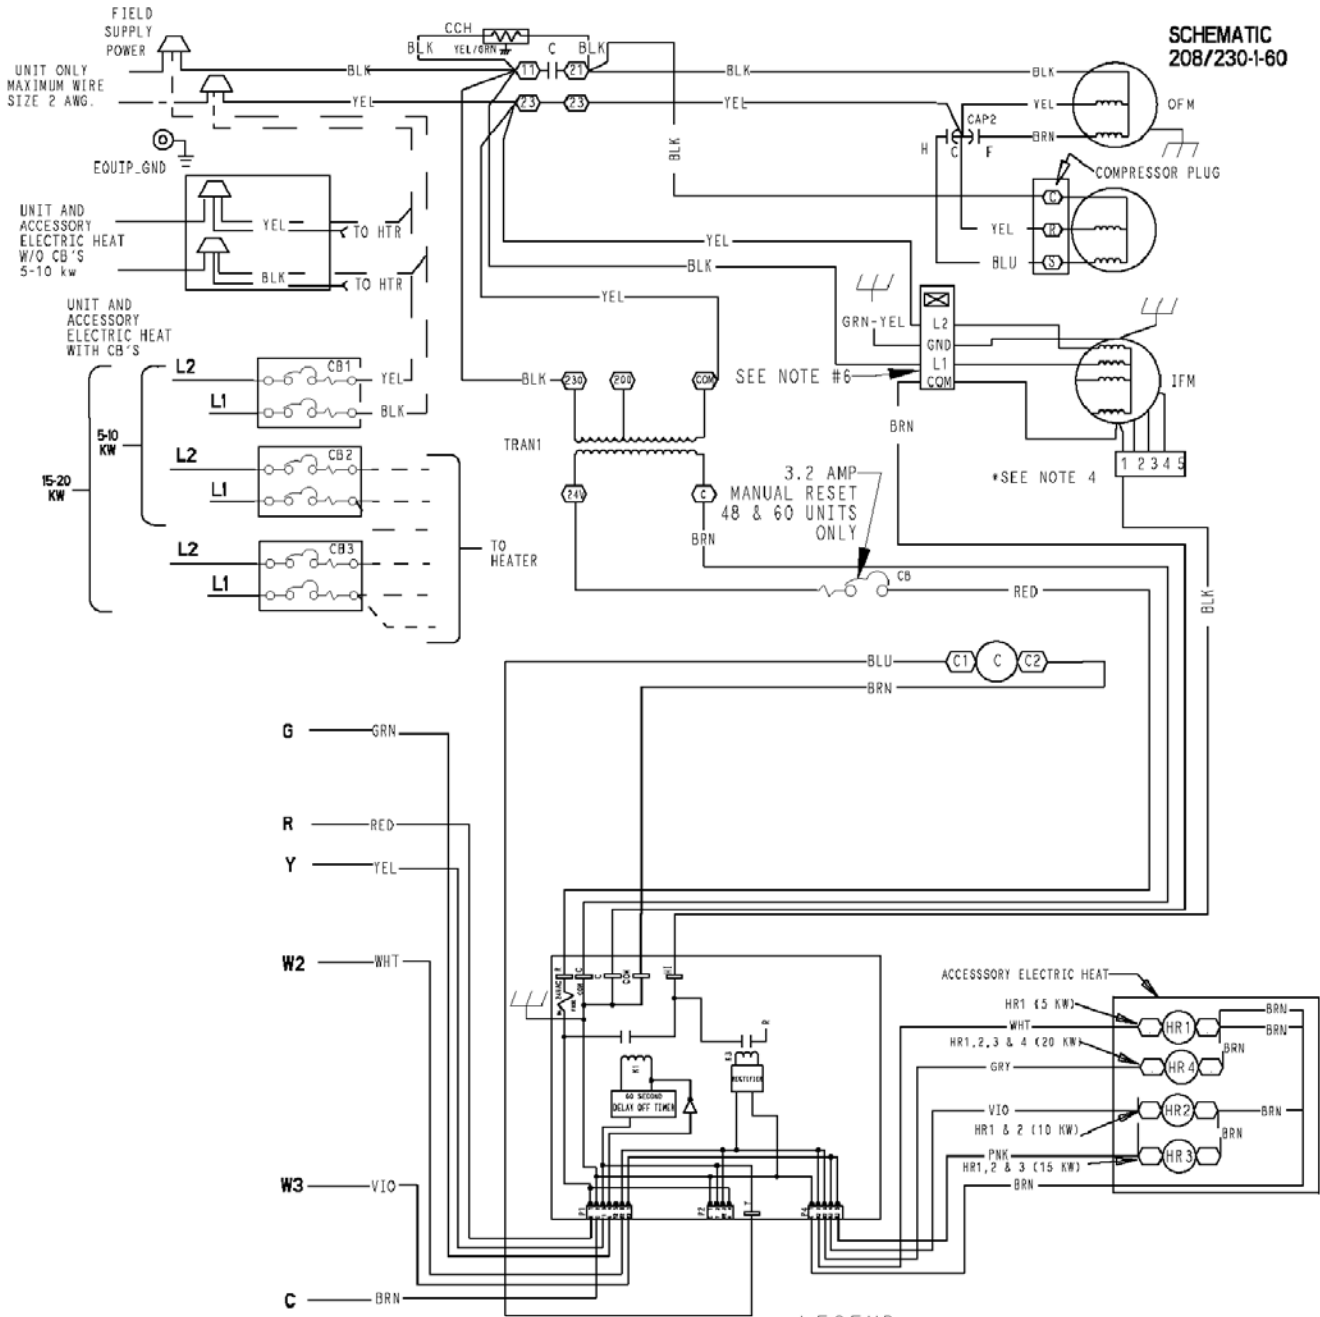 FIELD
SUPPLY
POWER
UNIT ONLY
MAXIMUM WIRE
SIZE 2 AWG.
SCHEMATIC
208/230-1-60
CCH
BLK
YEL/GRN
C
BLK
BLK
11
21
BLK
BLK
YEL
23
23
YEL
YEL
OFM
CAP2
H
C
F
BRN
BLK
EQUIP_GND
COMPRESSOR PLUG
C
YEL
R
BLU
S
UNIT AND
ACCESSORY
ELECTRIC HEAT
W/O CB'S
5-10 kw
YEL
TO HTR
BLK
TO HTR
YEL
BLK
YEL
GRN-YEL
L2
GND
L1
COM
SEE NOTE #6
IFM
BRN
UNIT AND
ACCESSORY
ELECTRIC HEAT
WITH CB'S
L2
CB1
YEL
L1
BLK
5-10
KW
L2
CB2
L1
15-20
KW
L2
CB3
L1
TO
HEATER
BLK
230
200
COM
TRAN1
24V
C
BRN
1 2 3 4 5
*SEE NOTE 4
3.2 AMP
MANUAL RESET
48 & 60 UNITS
ONLY
CB
RED
BLK
BLU
C1
C
C2
BRN
G
GRN
R
RED
Y
YEL
W2
WHT
W3
VIO
C
BRN
R
C
C
COM
R
K1
K3
RECTIFIER
60 SECOND
DELAY OFF TIMER
P1
P2
Y
P4
ACCESSSORY ELECTRIC HEAT
HR1 (5 KW)
WHT
HR1
BRN
BRN
HR1,2,3 & 4 (20 KW)
GRY
HR4
BRN
VIO
HR2
BRN
HR1 & 2 (10 KW)
BRN
PNK
HR3
HR1,2 & 3 (15 KW)
BRN